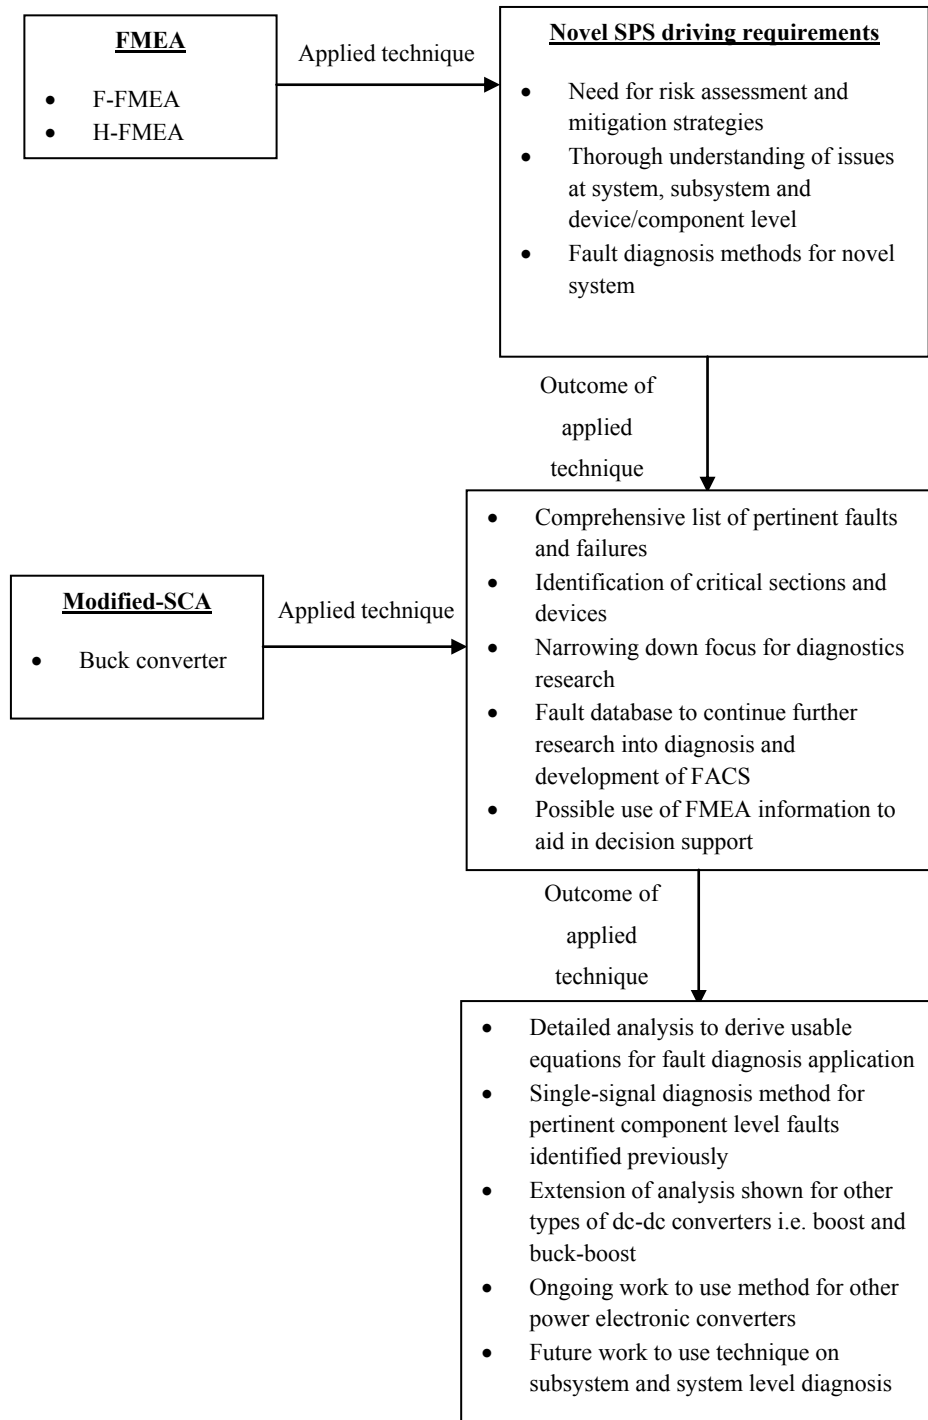 FMEA
• F-FMEA
• H-FMEA
Applied technique
Novel SPS driving requirements
• Need for risk assessment and
mitigation strategies
• Thorough understanding of issues
at system, subsystem and
device/component level
• Fault diagnosis methods for novel
system
Outcome of
applied
technique
Modified-SCA
• Buck converter
Applied technique
• Comprehensive list of pertinent faults
and failures
• Identification of critical sections and
devices
• Narrowing down focus for diagnostics
research
• Fault database to continue further
research into diagnosis and
development of FACS
• Possible use of FMEA information to
aid in decision support
Outcome of
applied
technique
• Detailed analysis to derive usable
equations for fault diagnosis application
• Single-signal diagnosis method for
pertinent component level faults
identified previously
• Extension of analysis shown for other
types of dc-dc converters i.e. boost and
buck-boost
• Ongoing work to use method for other
power electronic converters
• Future work to use technique on
subsystem and system level diagnosis